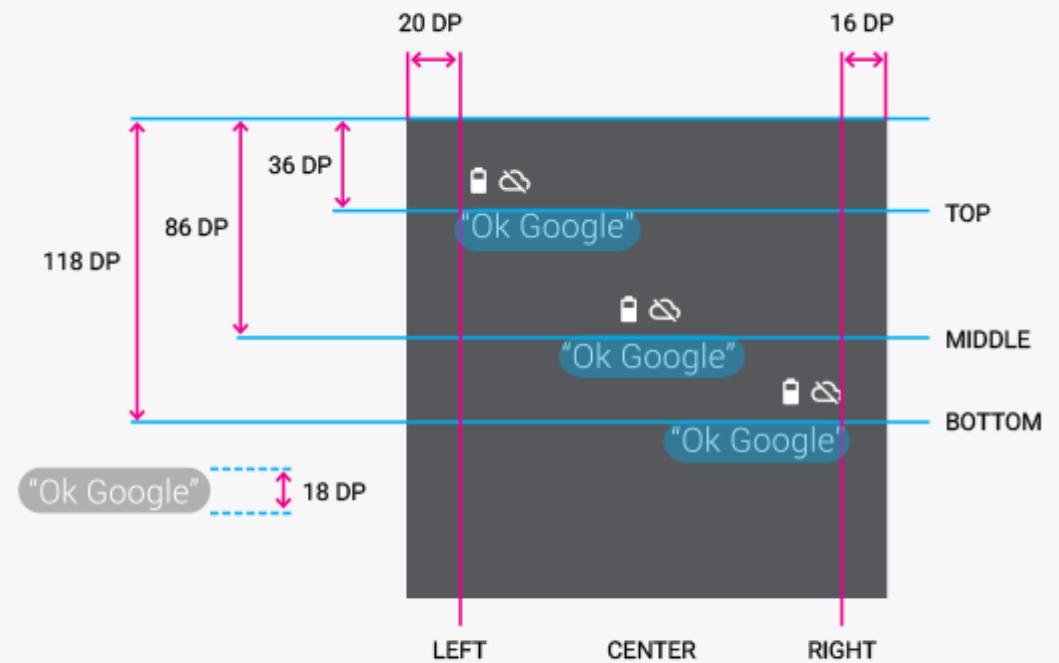 20 DP
16 DP
36 DP
86 DP
118 DP
"Ok Google"
TOP
"Ok Google"
MIDDLE
"Ok Google"
BOTTOM
"Ok Google"
18 DP
LEFT
CENTER
RIGHT